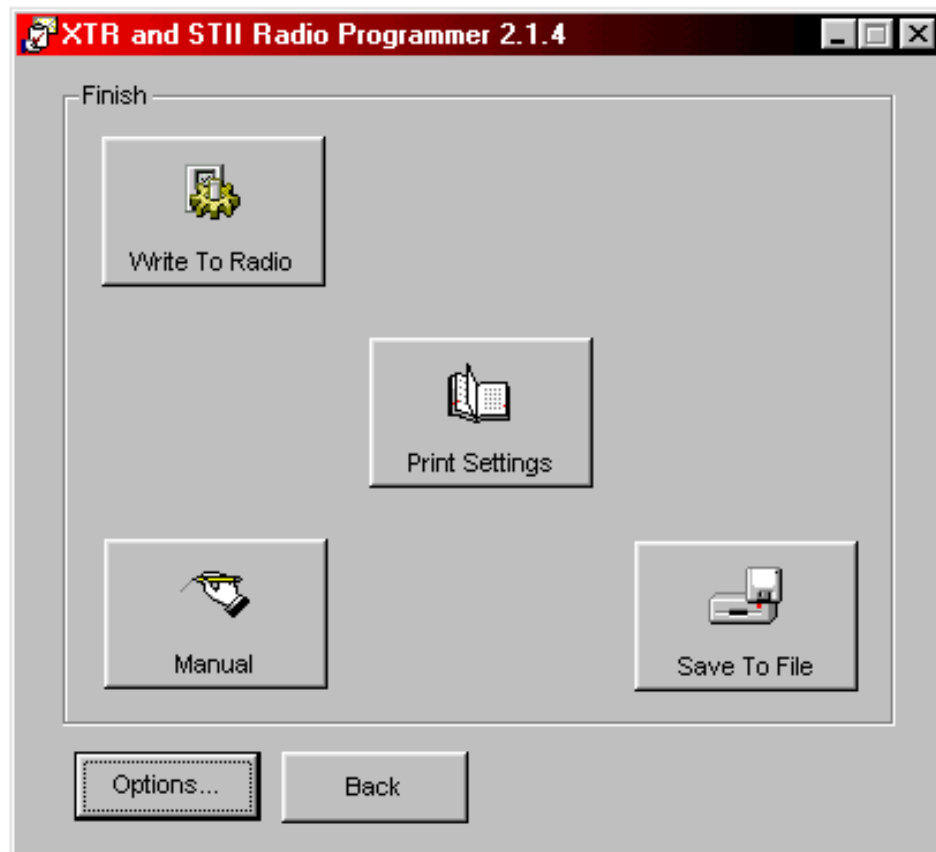 XTR and STII Radio Programmer 2.1.4
Finish
Write To Radio
Print Settings
Manual
Save To File
Options...
Back